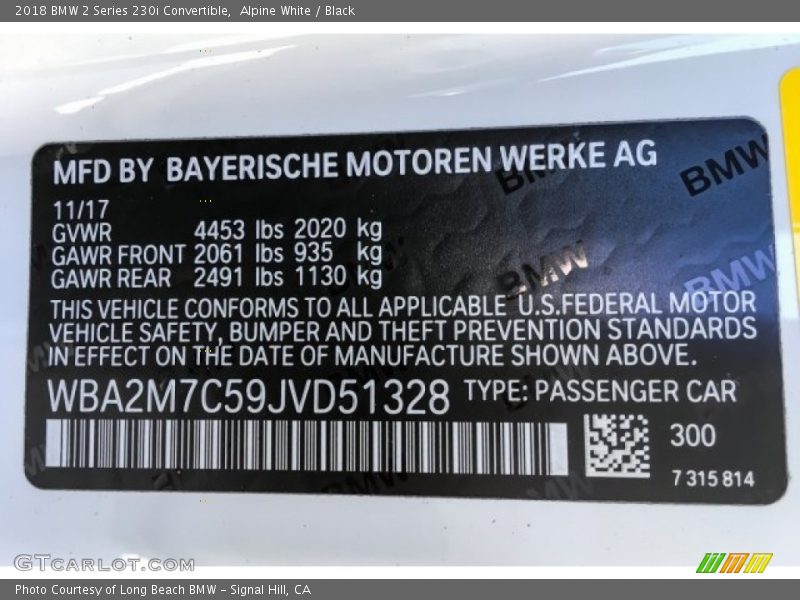 2018 BMW 2 Series 230i Convertible,  Alpine White / Black
MFD BY BAYERISCHE MOTOREN WERKE AG
11/17
GVWR 4453 lbs 2020 kg
GAWR FRONT 2061 lbs 935 kg
GAWR REAR 2491 lbs 1130 kg
THIS VEHICLE CONFORMS TO ALL APPLICABLE U.S.FEDERAL MOTOR
VEHICLE SAFETY, BUMPER AND THEFT PREVENTION STANDARDS
IN EFFECT ON THE DATE OF MANUFACTURE SHOWN ABOVE.
WBA2M7C59JVD51328 TYPE: PASSENGER CAR
300
7 315 814
BMW
BMW
BMW
BMW
GTCARLOT.COM
Photo Courtesy of Long Beach BMW - Signal Hill, CA